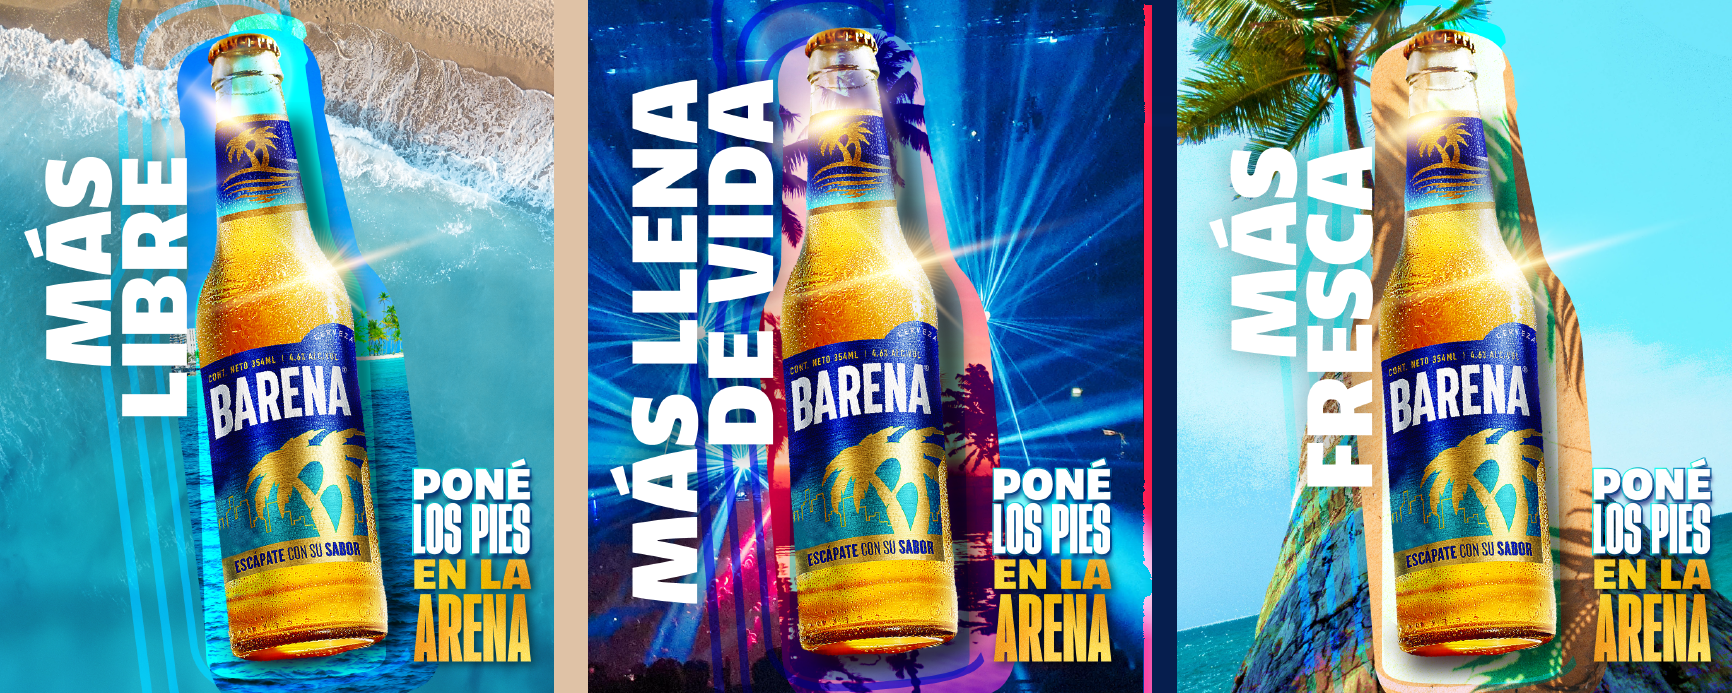 MÁS
LIBRE
CERVEZA
CONT. NETO 354ML | 4.6% ALC. VOL.
BARENA®
ESCÁPATE CON SU SABOR
PONÉ
LOS PIES
EN LA
ARENA
MÁS LLENA
DE VIDA
CERVEZA
CONT. NETO 354ML | 4.6% ALC. VOL.
BARENA®
ESCÁPATE CON SU SABOR
PONÉ
LOS PIES
EN LA
ARENA
MÁS
FRESCA
CERVEZA
CONT. NETO 354ML | 4.6% ALC. VOL.
BARENA®
ESCÁPATE CON SU SABOR
PONÉ
LOS PIES
EN LA
ARENA